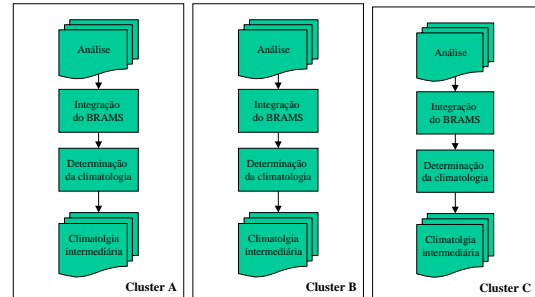 Análise
Integração
do BRAMS
Determinação
da climatologia
Climatolgia
intermediária
Cluster A
Análise
Integração
do BRAMS
Determinação
da climatologia
Climatolgia
intermediária
Cluster B
Análise
Integração
do BRAMS
Determinação
da climatologia
Climatolgia
intermediária
Cluster C